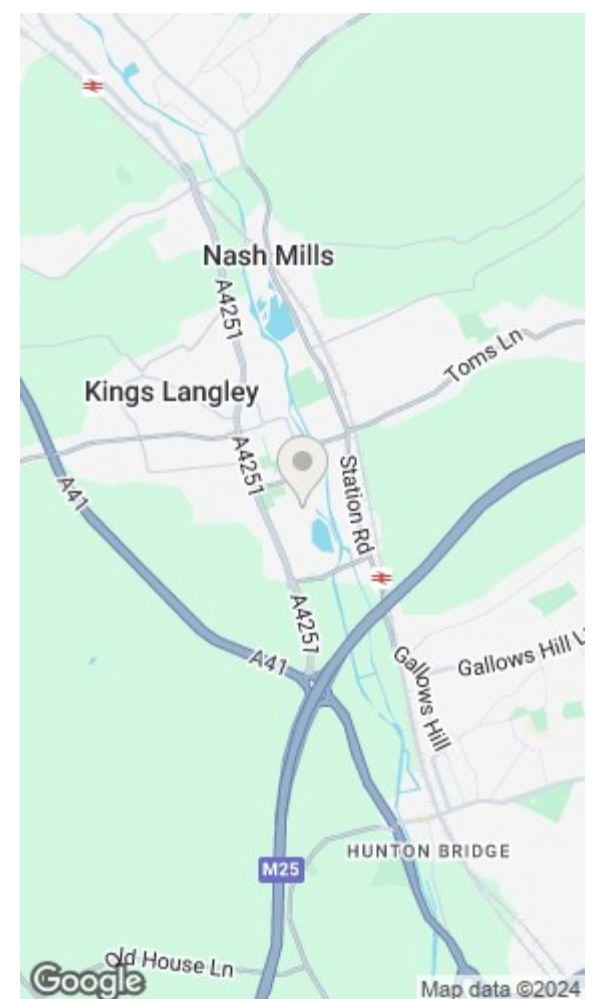 Nash Mills
A4251
Toms Ln
Kings Langley
A4251
Station Rd
A41
A4251
A41
Gallows Hill
Gallows Hill L
HUNTON BRIDGE
M25
Old House Ln
Google
Map data ©2024